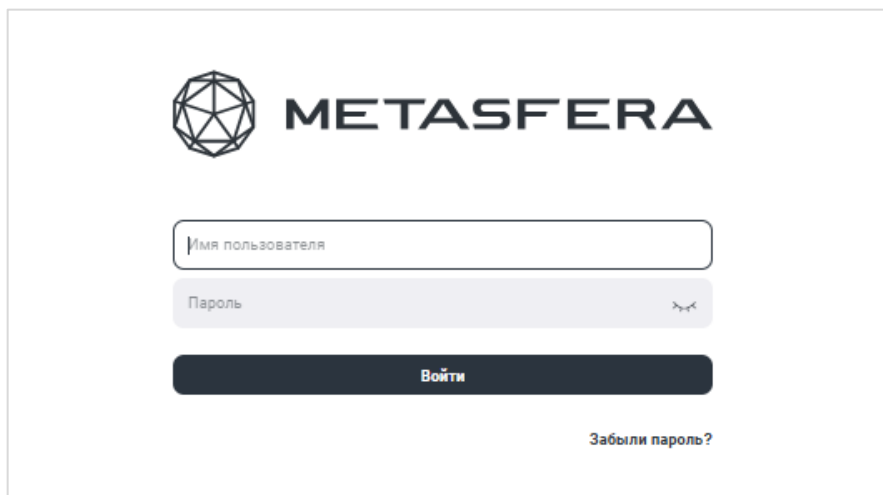 METASFERA
Имя пользователя
Пароль
Войти
Забыли пароль?